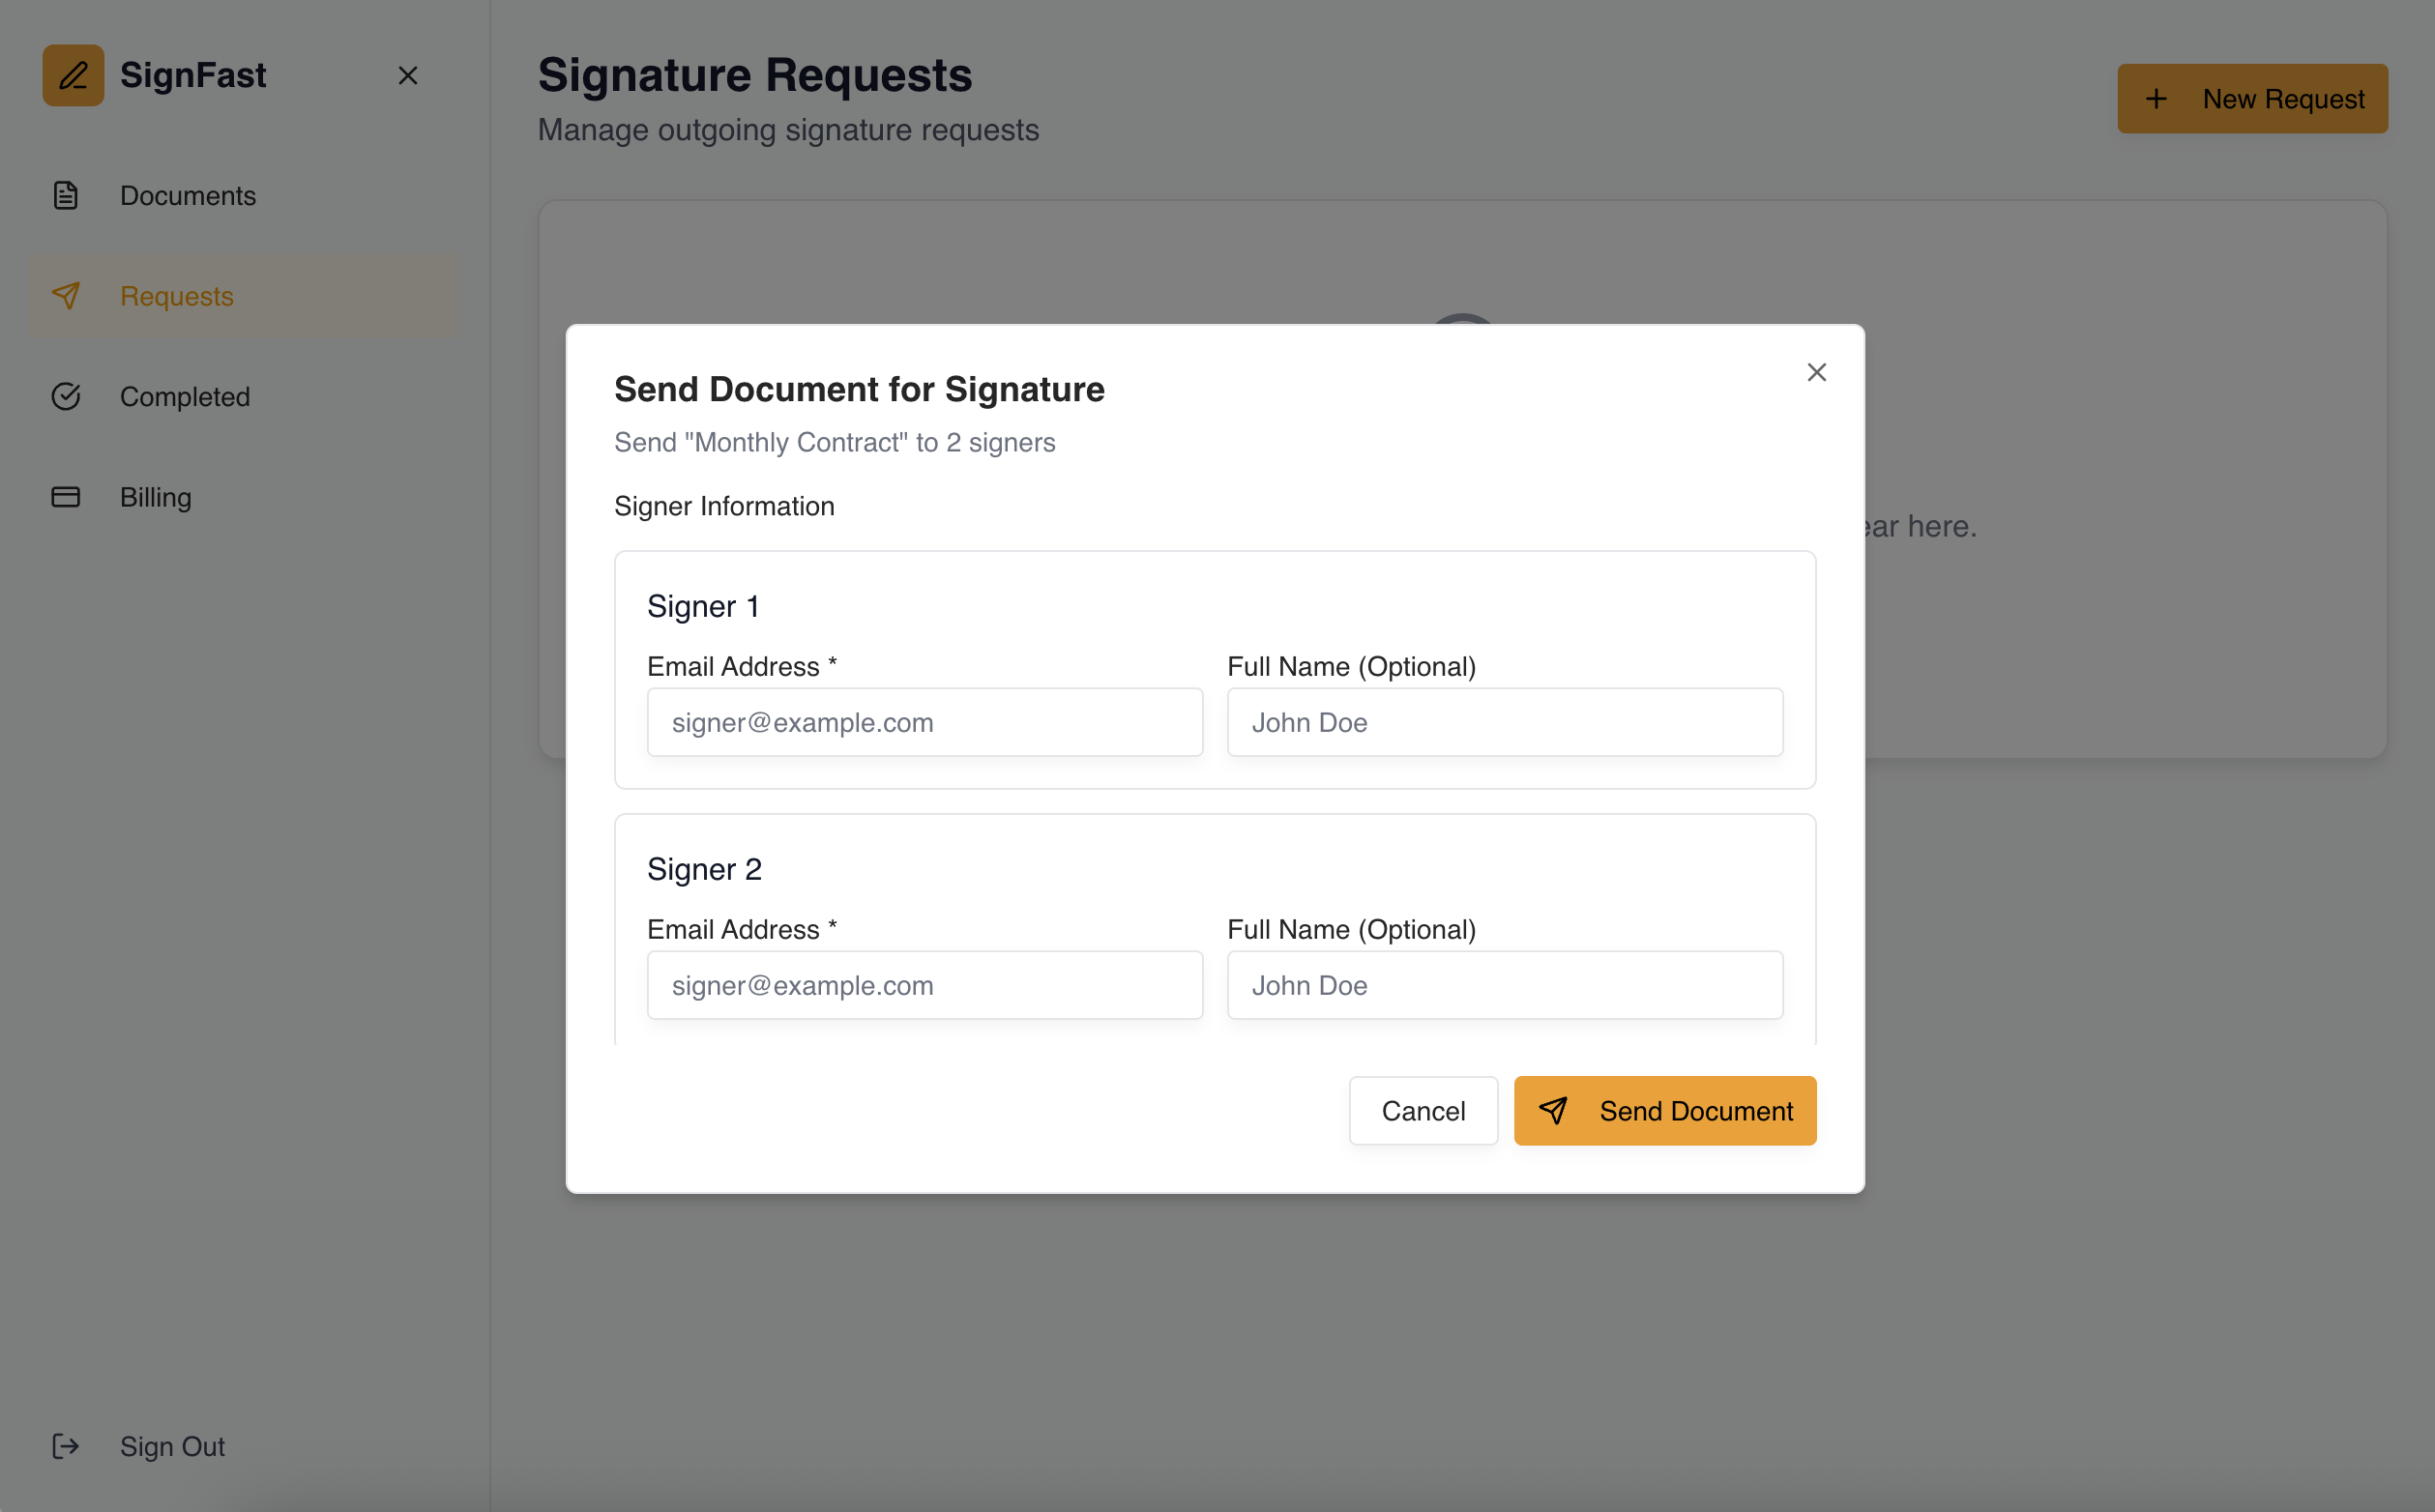 SignFast
Documents
Requests
Completed
Billing
Sign Out
Signature Requests
Manage outgoing signature requests
New Request
here.
Send Document for Signature
Send "Monthly Contract" to 2 signers
Signer Information
Signer 1
Email Address *
Full Name (Optional)
signer@example.com
John Doe
Signer 2
Email Address *
Full Name (Optional)
signer@example.com
John Doe
Cancel
Send Document